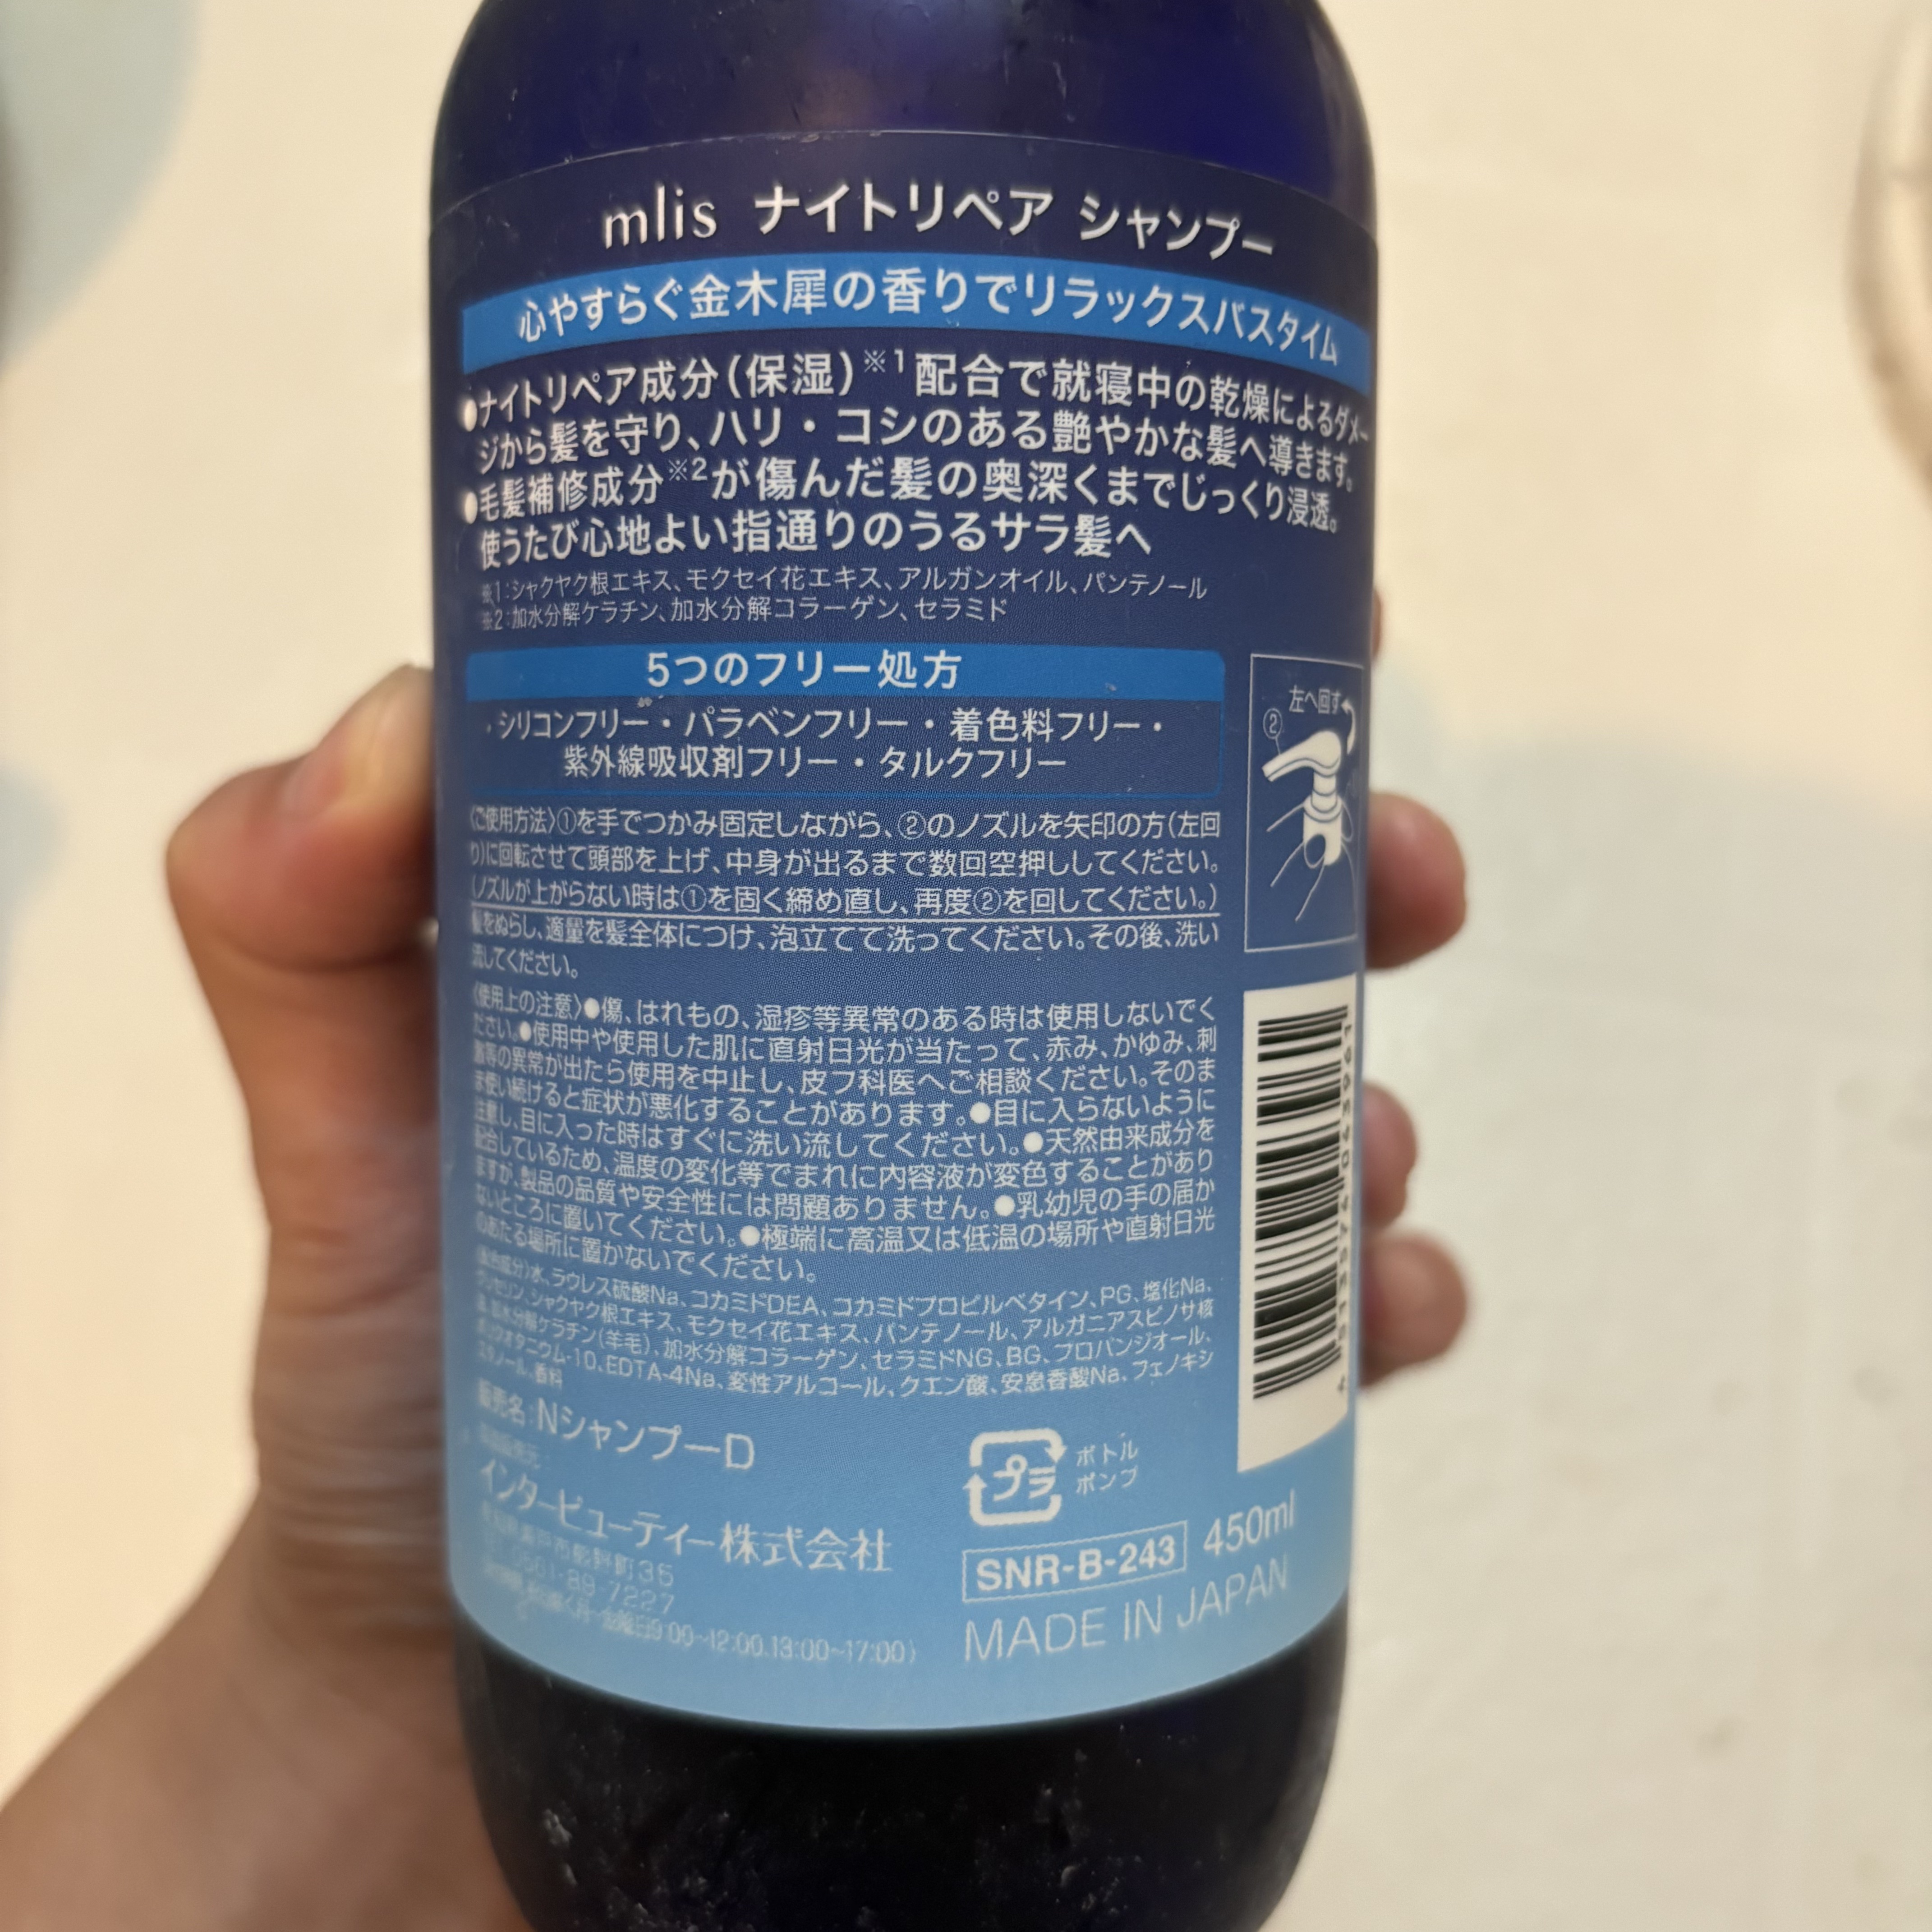 mlis ナイトリペア シャンプー
心やすらぐ金木犀の香りでリラックスバスタイム
●ナイトリペア成分(保湿)※1配合で就寝中の乾燥によるダメー
ジから髪を守り、ハリ・コシのある艶やかな髪へ導きます。
●毛髪補修成分※2が傷んだ髪の奥深くまでじっくり浸透。
使うたび心地よい指通りのうるサラ髪へ
※1:シャクヤク根エキス、モクセイ花エキス、アルガンオイル、パンテノール
※2:加水分解ケラチン、加水分解コラーゲン、セラミド
5つのフリー処方
・シリコンフリー・パラベンフリー・着色料フリー・
紫外線吸収剤フリー・タルクフリー
左へ回す
②
〈ご使用方法〉①を手でつかみ固定しながら、②のノズルを矢印の方(左回
り)に回転させて頭部を上げ、中身が出るまで数回空押ししてください。
(ノズルが上がらない時は①を固く締め直し、再度②を回してください。)
髪をぬらし、適量を髪全体につけ、泡立てて洗ってください。その後、洗い
流してください。
〈使用上の注意〉●傷、はれもの、湿疹等異常のある時は使用しないでく
ださい。●使用中や使用した肌に直射日光が当たって、赤み、かゆみ、刺
激等の異常が出たら使用を中止し、皮フ科医へご相談ください。そのま
ま使い続けると症状が悪化することがあります。●目に入らないように
注意し、目に入った時はすぐに洗い流してください。●天然由来成分を
配合しているため、温度の変化等でまれに内容液が変色することがあり
ますが、製品の品質や安全性には問題ありません。●乳幼児の手の届か
ないところに置いてください。●極端に高温又は低温の場所や直射日光
のあたる場所に置かないでください。
〈配合成分〉水、ラウレス硫酸Na、コカミドDEA、コカミドプロピルベタイン、PG、塩化Na、
グリセリン、シャクヤク根エキス、モクセイ花エキス、パンテノール、アルガニアスピノサ核
油、加水分解ケラチン(羊毛)、加水分解コラーゲン、セラミドNG、BG、プロパンジオール、
ポリクオタニウム-10、EDTA-4Na、変性アルコール、クエン酸、安息香酸Na、フェノキシ
エタノール、香料
販売名:NシャンプーD
インタービューティー株式会社
町35
0561-89-7227
9:00~12:00、13:00~17:00)
プラ
ボトル
ポンプ
SNR-B-243 450ml
MADE IN JAPAN